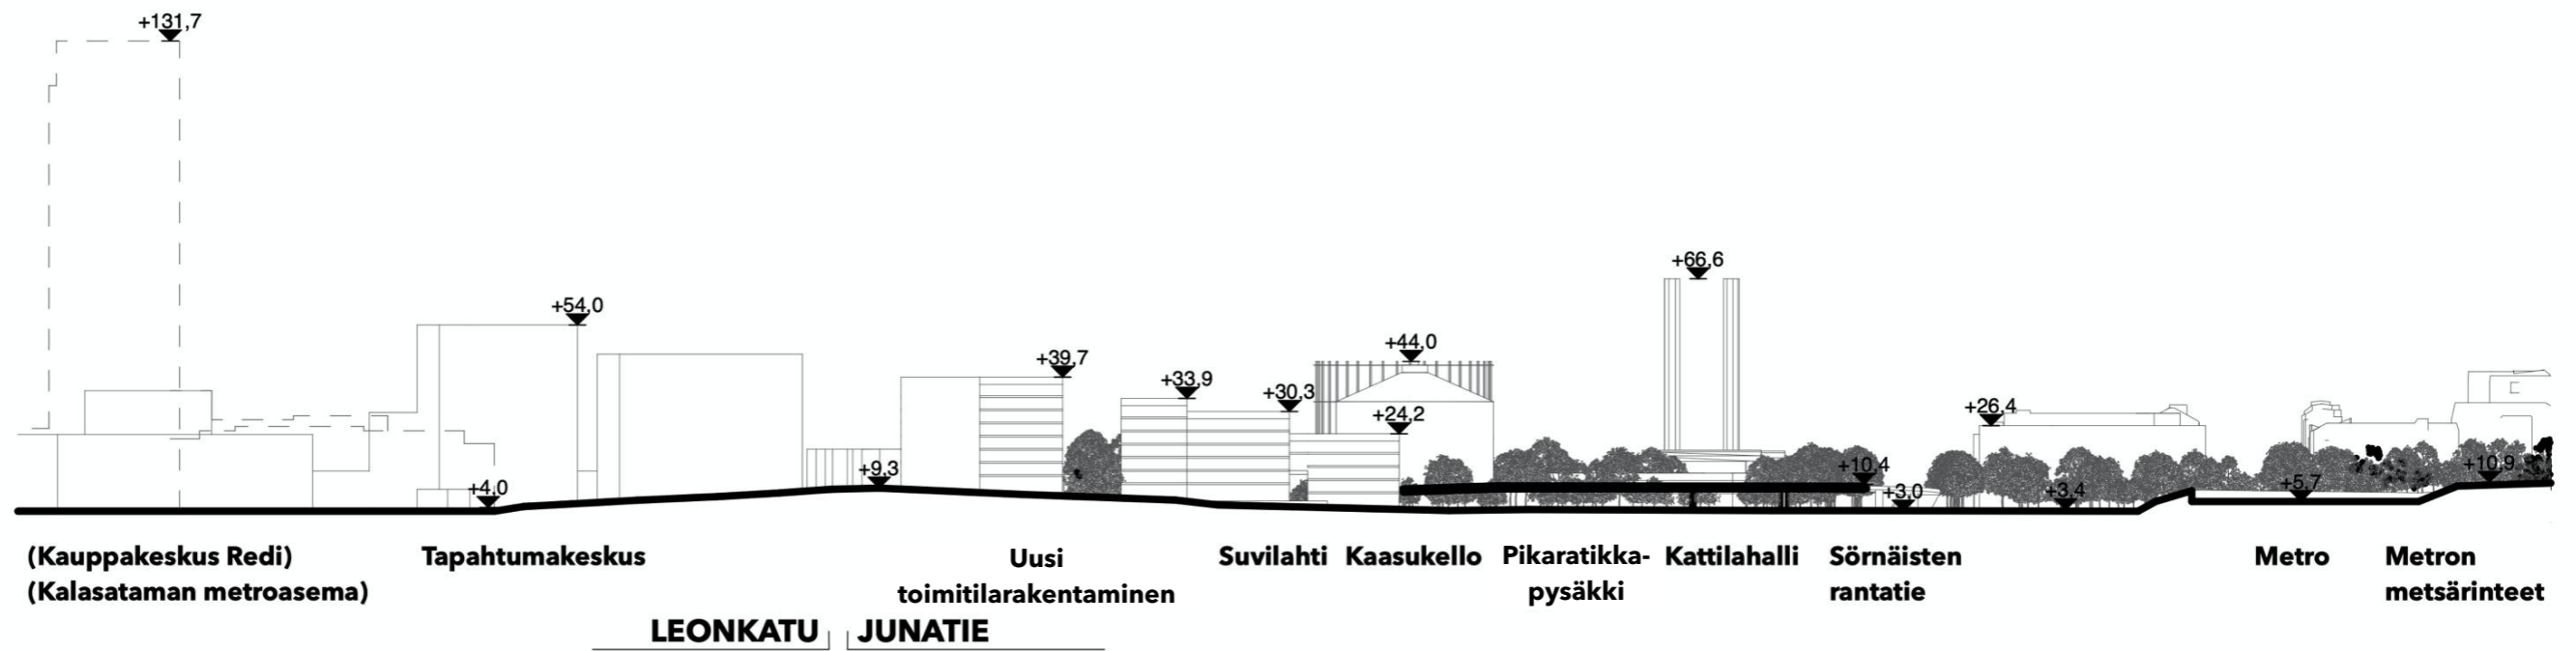 +131,7
+66,6
+54,0
+44,0
+39,7
+33,9
+30,3
+24,2
+26,4
+9,3
+10,4
+10,9
+4,0
+3,0
+3,4
+5,7
(Kauppakeskus Redi)
(Kalasataman metroasema)
Tapahtumakeskus
Uusi
toimitilarakentaminen
Suvilahti
Kaasukello
Pikaratikka-
pysäkki
Kattilahalli
Sörnäisten
rantatie
Metro
Metron
metsärinteet
LEONKATU
JUNATIE